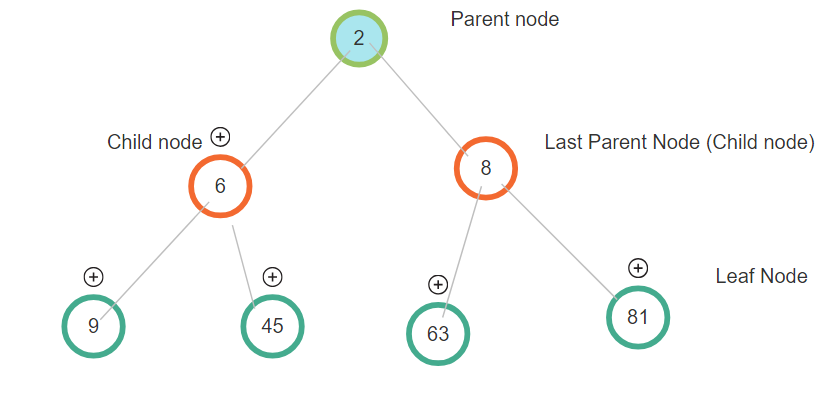 2
Parent node
Child node
6
8
Last Parent Node (Child node)
9
45
63
81
Leaf Node